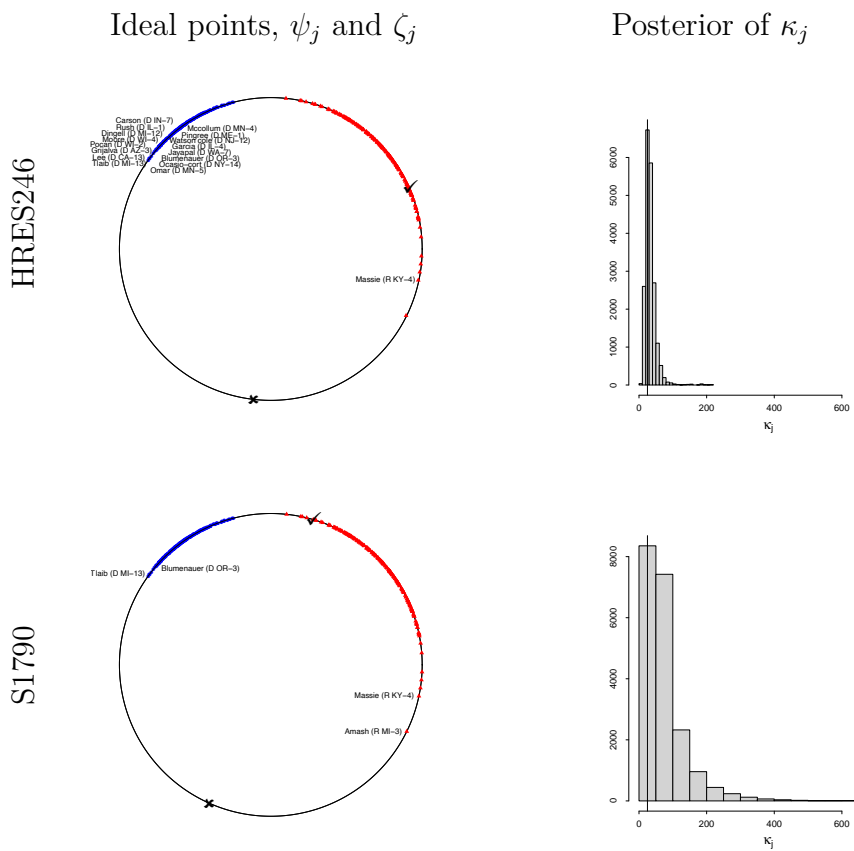 Ideal points, ψj and ζj
Posterior of κj
HRES246
Carson (D IN−7)
Rush (D IL−1)
Dingell (D MI−12)
Moore (D WI−4)
Pocan (D WI−2)
Grijalva (D AZ−3)
Lee (D CA−13)
Tlaib (D MI−13)
Mccollum (D MN−4)
Pingree (D ME−1)
Watson cole (D NJ−12)
Garcia (D IL−4)
Jayapal (D WA−7)
Blumenauer (D OR−3)
Ocasio−cort (D NY−14)
Omar (D MN−5)
Massie (R KY−4)
0 1000 2000 3000 4000 5000 6000
0 200 400 600
κj
S1790
Tlaib (D MI−13)
Blumenauer (D OR−3)
Massie (R KY−4)
Amash (R MI−3)
0 2000 4000 6000 8000
0 200 400 600
κj